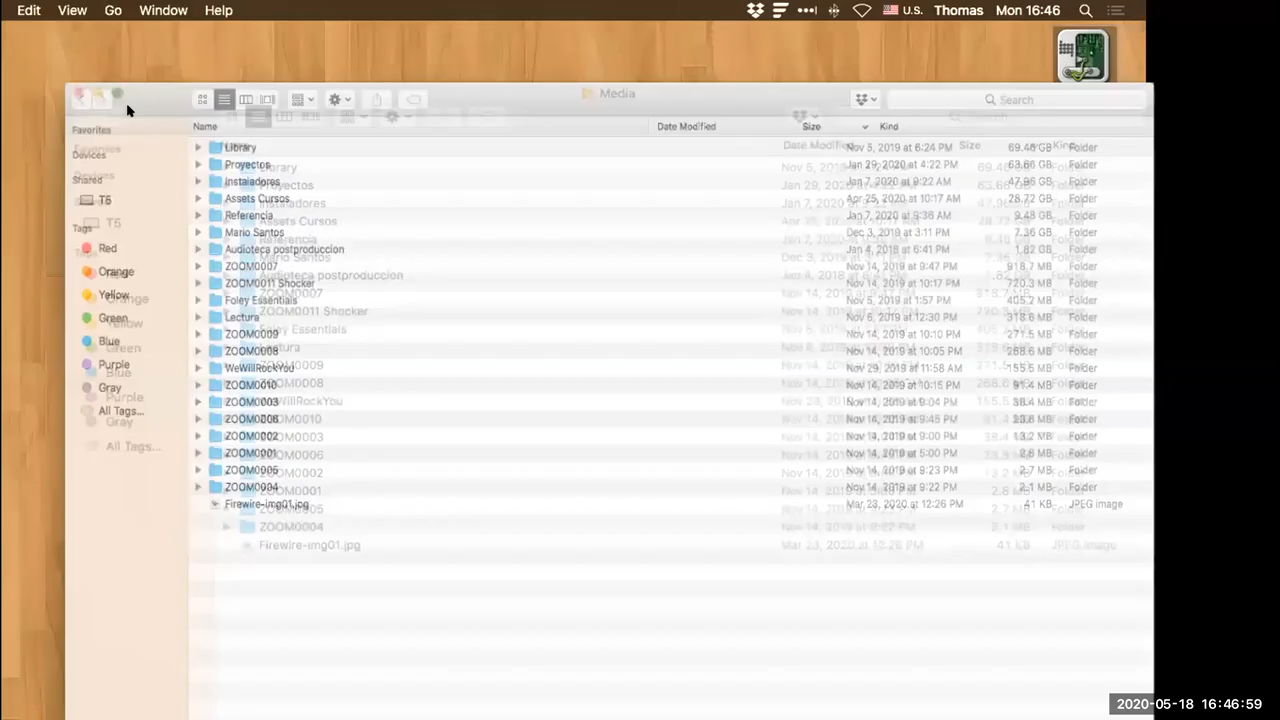 Edit View Go Window Help U.S. Thomas Mon 16:46
Media
Search
Name Date Modified Size Kind
Favorites
Devices
Shared
T5
Tags
Red
Orange
Yellow
Green
Blue
Purple
Gray
All Tags...
Library Nov 5, 2019 at 6:24 PM 69.46 GB Folder
Proyectos Jan 29, 2020 at 4:22 PM 63.66 GB Folder
Instaladores Jan 7, 2020 at 9:22 AM 47.96 GB Folder
Assets Cursos Apr 25, 2020 at 10:17 AM 28.72 GB Folder
Referencia Jan 7, 2020 at 9:36 AM 9.48 GB Folder
Mario Santos Dec 3, 2019 at 3:11 PM 7.36 GB Folder
Audioteca postproduccion Jan 4, 2018 at 6:41 PM 1.82 GB Folder
ZOOM0007 Nov 14, 2019 at 9:47 PM 918.7 MB Folder
ZOOM0011 Shocker Nov 14, 2019 at 10:17 PM 720.3 MB Folder
Foley Essentials Nov 5, 2019 at 1:57 PM 405.2 MB Folder
Lectura Nov 6, 2019 at 12:30 PM 318.6 MB Folder
ZOOM0009 Nov 14, 2019 at 10:10 PM 271.5 MB Folder
ZOOM0008 Nov 14, 2019 at 10:05 PM 268.6 MB Folder
WeWillRockYou Nov 29, 2019 at 11:58 AM 155.5 MB Folder
ZOOM0010 Nov 14, 2019 at 10:15 PM 91.4 MB Folder
ZOOM0003 Nov 14, 2019 at 9:04 PM 38.4 MB Folder
ZOOM0006 Nov 14, 2019 at 9:45 PM MB Folder
ZOOM0002 Nov 14, 2019 at 9:00 PM 13.2 MB Folder
ZOOM0001 Nov 14, 2019 at 5:00 PM 2.8 MB Folder
ZOOM0005 Nov 14, 2019 at 9:23 PM 2.7 MB Folder
ZOOM0004 Nov 14, 2019 at 9:22 PM 2.1 MB Folder
Firewire-img01.jpg Mar 23, 2020 at 12:26 PM 41 KB JPEG image
2020-05-18 16:46:59